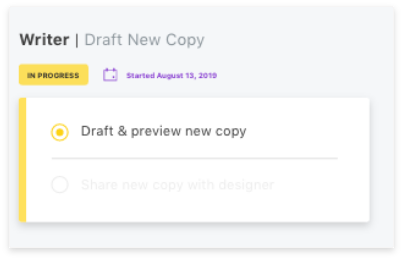 Writer | Draft New Copy
IN PROGRESS Started August 13, 2019
Draft & preview new copy
Share new copy with designer